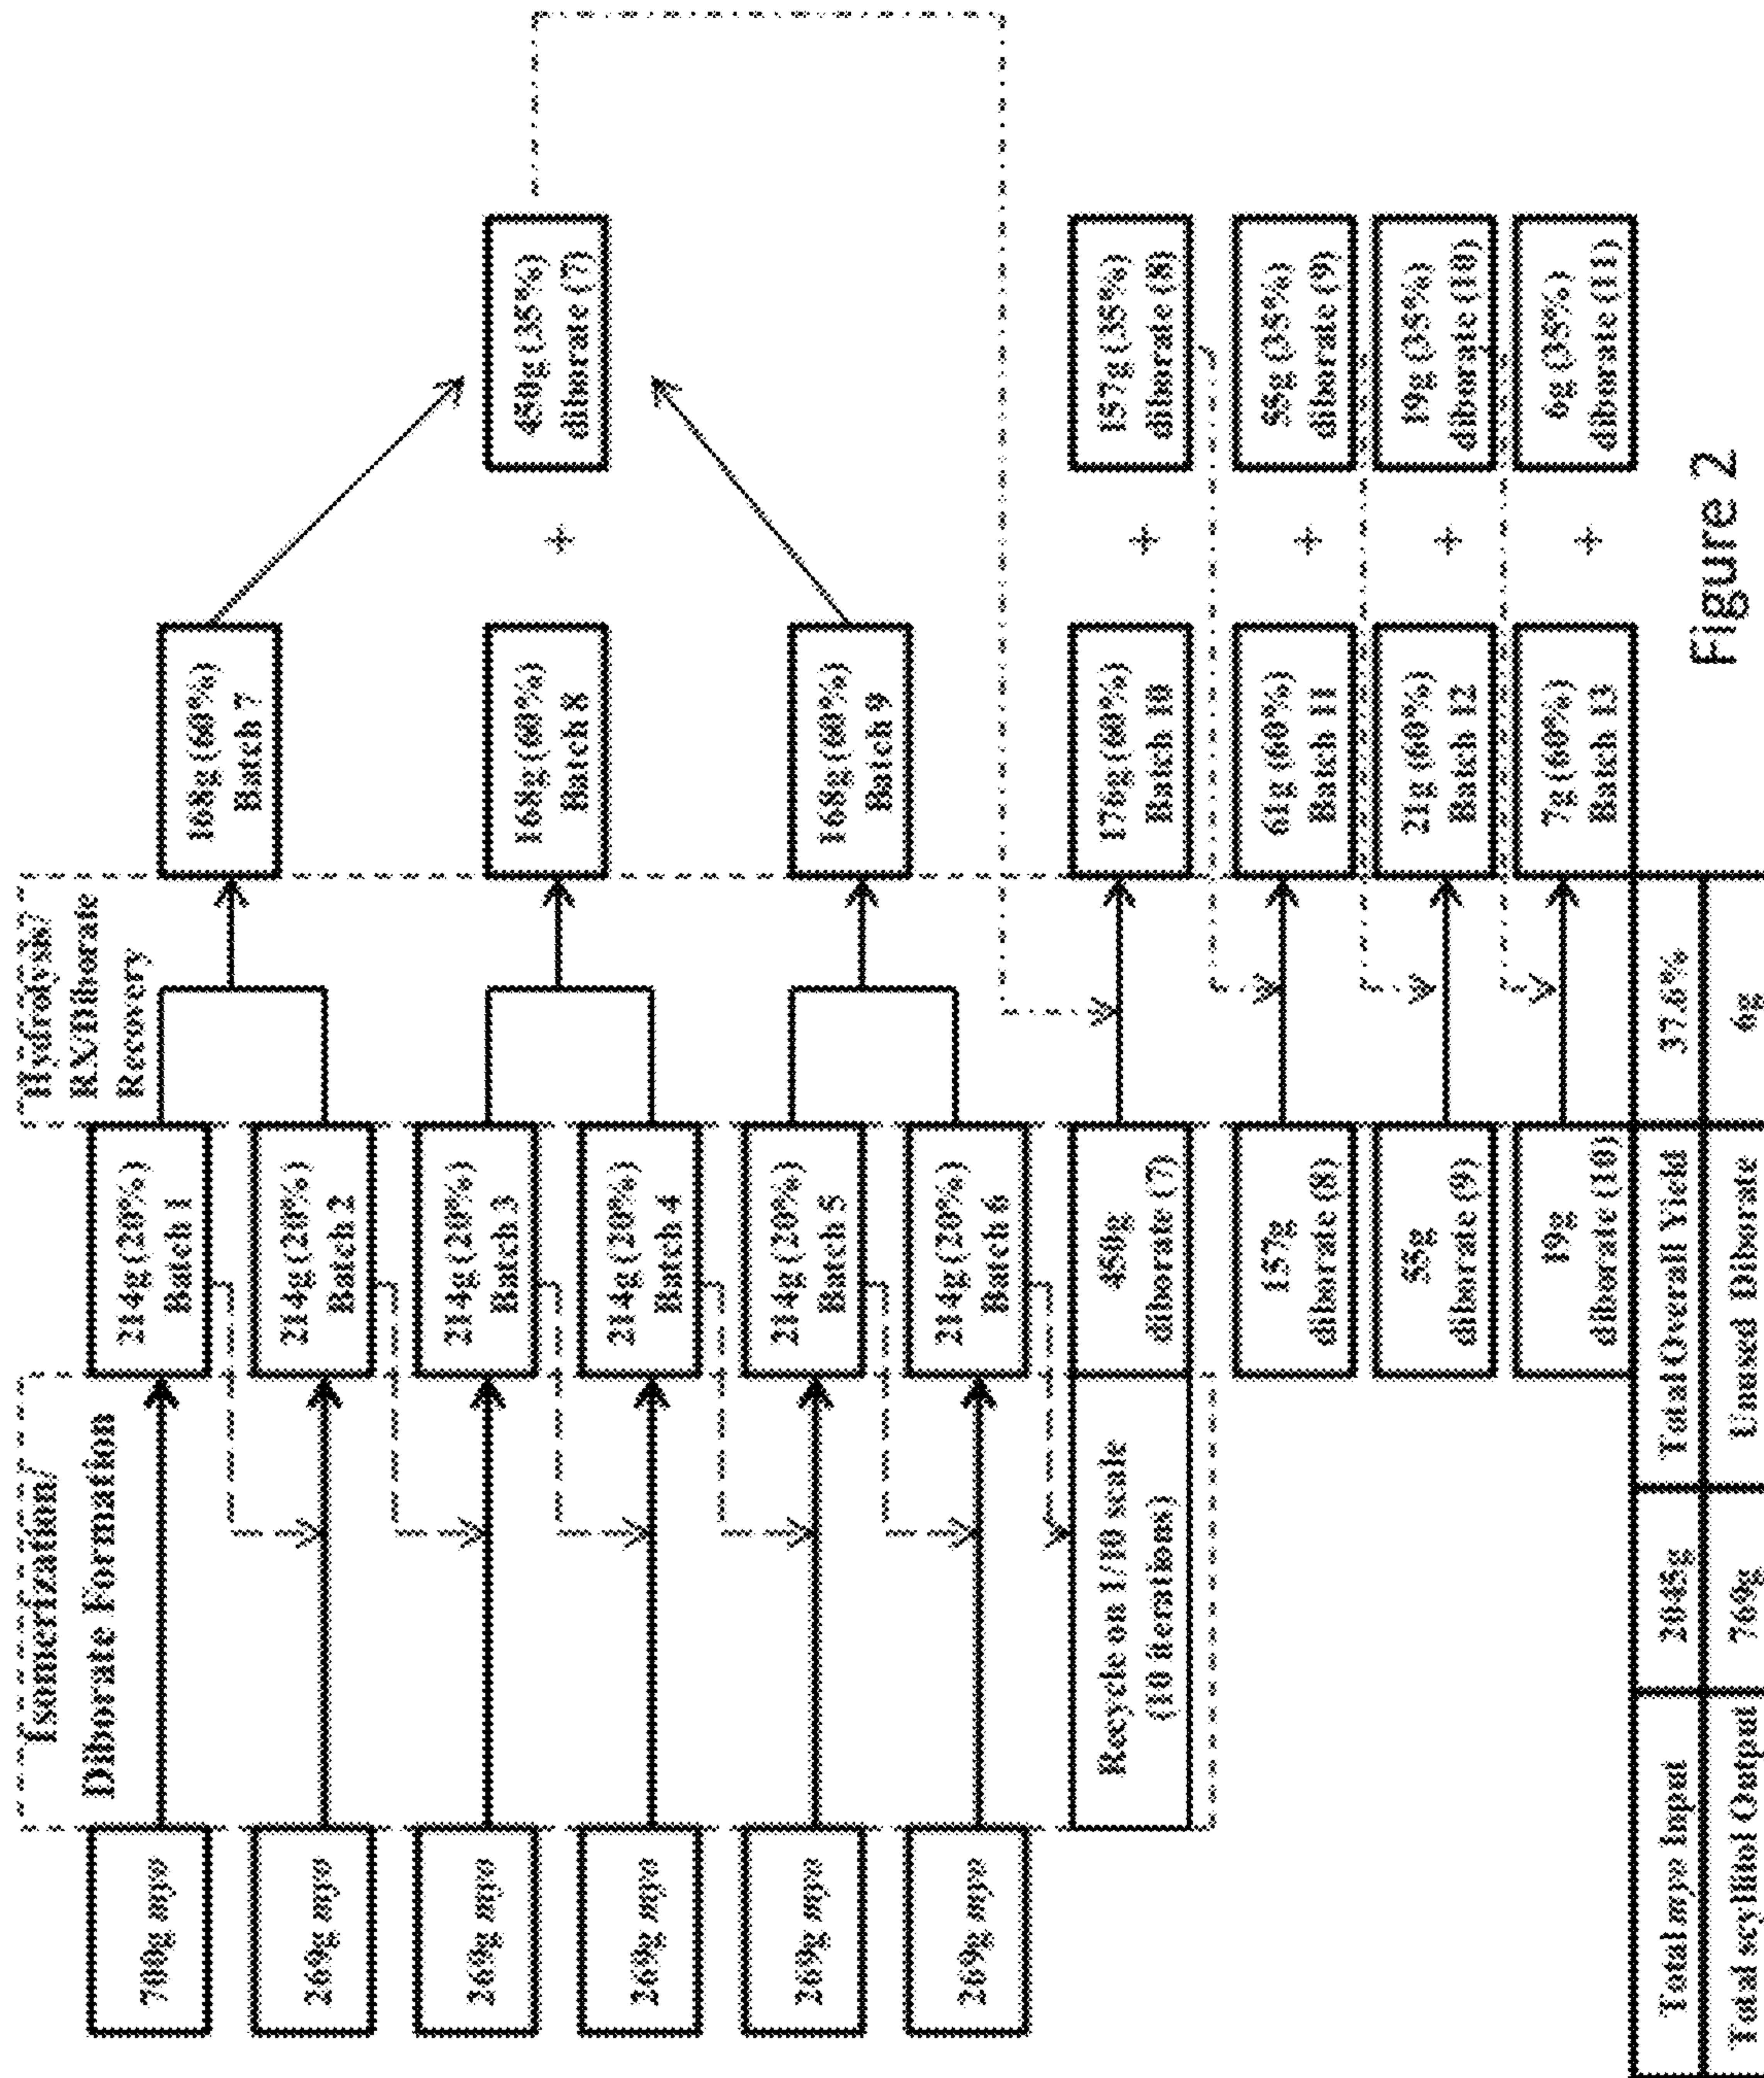 Isomerization/
Diborate Formation
Hydrolysis/
RX/Diborate
Recovery
700g myo
214g (20%)
Batch 1
168g (60%)
Batch 7
269g myo
214g (20%)
Batch 2
269g myo
214g (20%)
Batch 3
168g (60%)
Batch 8
+
450g (35%)
diborate (7)
269g myo
214g (20%)
Batch 4
269g myo
214g (20%)
Batch 5
168g (60%)
Batch 9
269g myo
214g (20%)
Batch 6
Recycle on 1/10 scale
(10 iterations)
450g
diborate (7)
176g (60%)
Batch 10
+
157g (35%)
diborate (8)
157g
diborate (8)
61g (60%)
Batch 11
+
55g (35%)
diborate (9)
55g
diborate (9)
21g (60%)
Batch 12
+
19g (35%)
diborate (10)
19g
diborate (10)
7g (60%)
Batch 13
+
6g (35%)
diborate (11)
Total myo Input 2045g Total Overall Yield 37.6%
Total scyllitol Output 769g Unused Diborate 6g
Figure 2